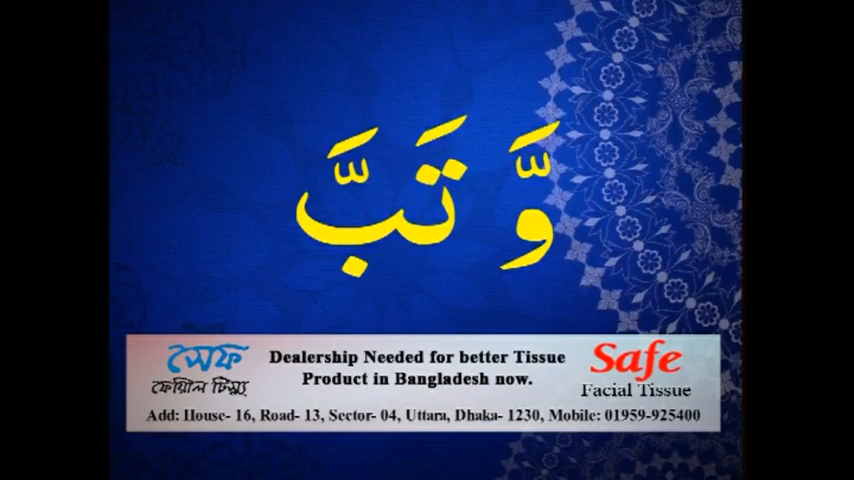 وَّ تَبَّ
সেফ
ফেসিয়াল টিস্যু
Dealership Needed for better Tissue
Product in Bangladesh now.
Safe
Facial Tissue
Add: House- 16, Road- 13, Sector- 04, Uttara, Dhaka- 1230, Mobile: 01959-925400